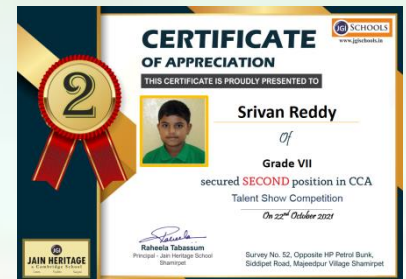 JGI SCHOOLS
www.jgischools.in
CERTIFICATE
OF APPRECIATION
THIS CERTIFICATE IS PROUDLY PRESENTED TO
2
Srivan Reddy
Of
Grade VII
secured SECOND position in CCA
Talent Show Competition
On 22nd October 2021
Raheela Tabassum
Principal - Jain Heritage School
Shamirpet
Survey No. 52, Opposite HP Petrol Bunk,
Siddipet Road, Majeedpur Village Shamirpet
JGI
JAIN HERITAGE
a Cambridge School